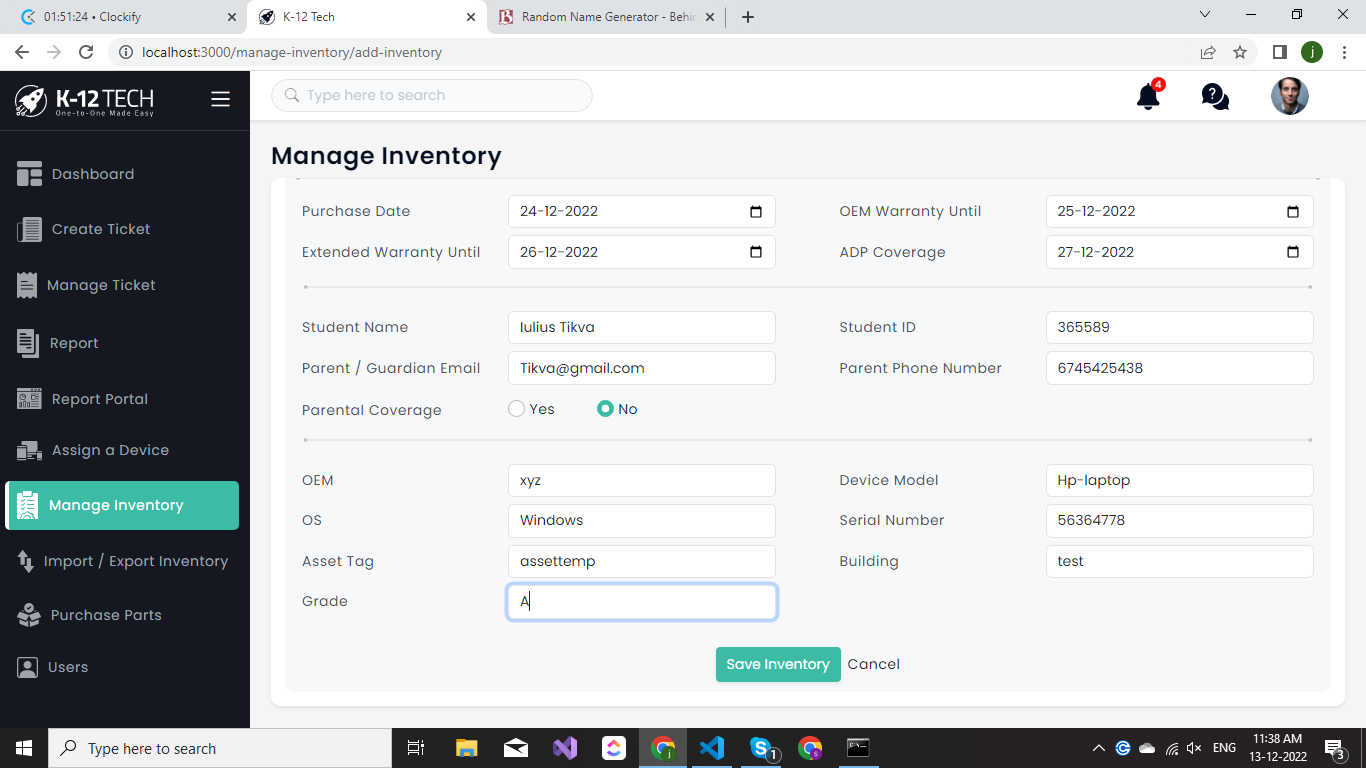 01:51:24 • Clockify
K-12 Tech
Random Name Generator - Behi
localhost:3000/manage-inventory/add-inventory
j
K-12 TECH
One-to-One Made Easy
Type here to search
4
?
Dashboard
Create Ticket
Manage Ticket
Report
Report Portal
Assign a Device
Manage Inventory
Import / Export Inventory
Purchase Parts
Users
Manage Inventory
Purchase Date 24-12-2022 OEM Warranty Until 25-12-2022
Extended Warranty Until 26-12-2022 ADP Coverage 27-12-2022
Student Name Iulius Tikva Student ID 365589
Parent / Guardian Email Tikva@gmail.com Parent Phone Number 6745425438
Parental Coverage Yes No
OEM xyz Device Model Hp-laptop
OS Windows Serial Number 56364778
Asset Tag assettemp Building test
Grade A
Save Inventory Cancel
Type here to search
1
ENG
11:38 AM
13-12-2022
3